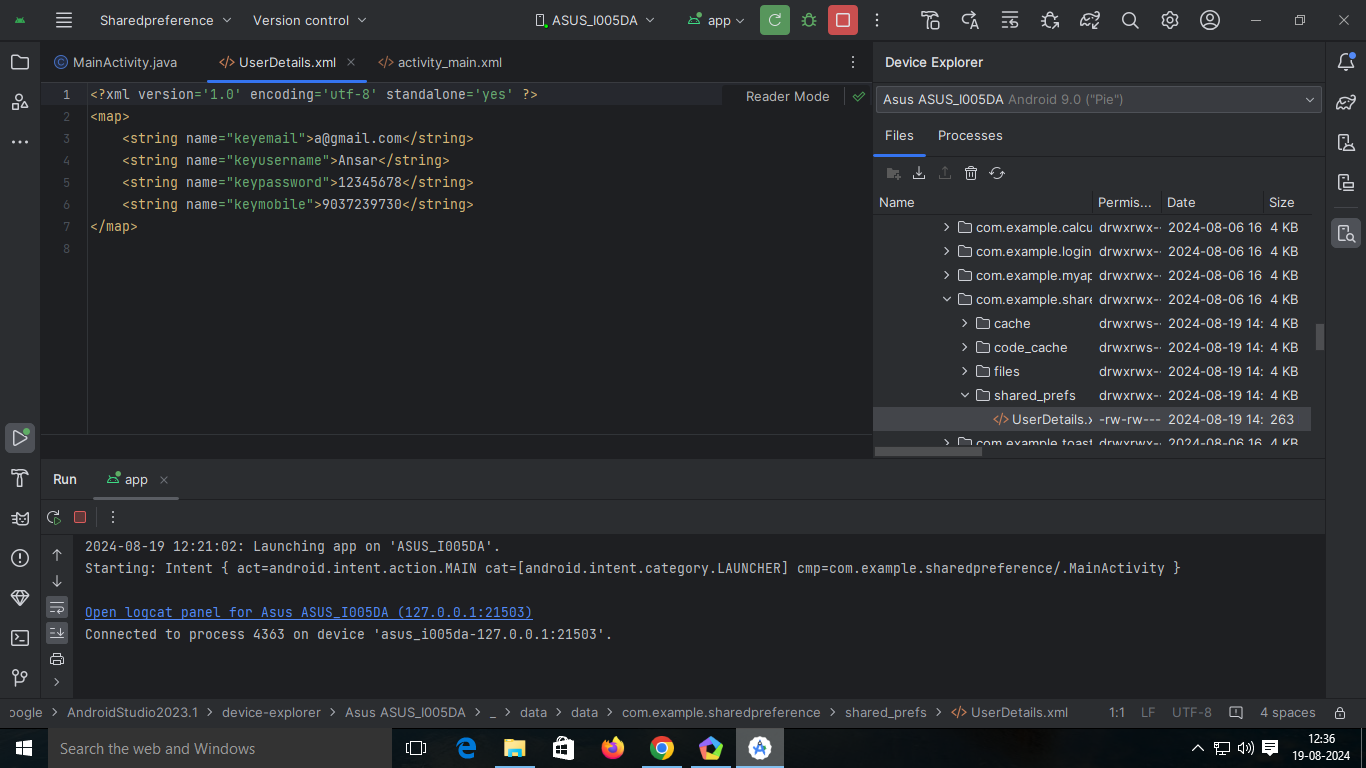 Sharedpreference Version control ASUS_I005DA app
MainActivity.java UserDetails.xml activity_main.xml
Reader Mode
1 <?xml version='1.0' encoding='utf-8' standalone='yes' ?>
2 <map>
3 <string name="keyemail">a@gmail.com</string>
4 <string name="keyusername">Ansar</string>
5 <string name="keypassword">12345678</string>
6 <string name="keymobile">9037239730</string>
7 </map>
8
Device Explorer
Asus ASUS_I005DA Android 9.0 ("Pie")
Files Processes
Name Permis... Date Size
com.example.calcu drwxrwx-- 2024-08-06 16 4 KB
com.example.login drwxrwx-- 2024-08-06 16 4 KB
com.example.myap drwxrwx-- 2024-08-06 16 4 KB
com.example.share drwxrwx-- 2024-08-06 16 4 KB
cache drwxrws-- 2024-08-19 14: 4 KB
code_cache drwxrws-- 2024-08-19 14: 4 KB
files drwxrwx-- 2024-08-19 14: 4 KB
shared_prefs drwxrwx-- 2024-08-19 14: 4 KB
UserDetails.x -rw-rw--- 2024-08-19 14: 263
com.example.toast drwxrwx-- 2024-08-06 16 4 KB
Run app
2024-08-19 12:21:02: Launching app on 'ASUS_I005DA'.
Starting: Intent { act=android.intent.action.MAIN cat=[android.intent.category.LAUNCHER] cmp=com.example.sharedpreference/.MainActivity }
Open logcat panel for Asus ASUS_I005DA (127.0.0.1:21503)
Connected to process 4363 on device 'asus_i005da-127.0.0.1:21503'.
oogle > AndroidStudio2023.1 > device-explorer > Asus ASUS_I005DA > _ > data > data > com.example.sharedpreference > shared_prefs > UserDetails.xml 1:1 LF UTF-8 4 spaces
Search the web and Windows
12:36
19-08-2024